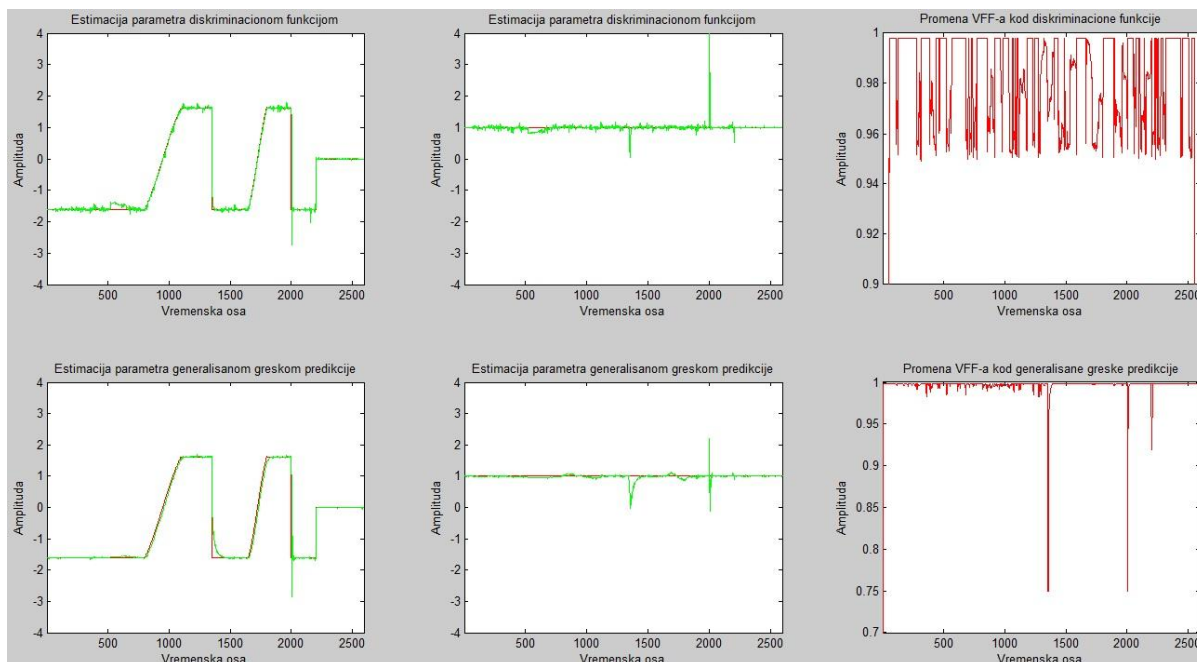 Estimacija parametra diskriminacionom funkcijom
4
3
2
1
0
-1
-2
-3
-4
Amplituda
500 1000 1500 2000 2500
Vremenska osa
Estimacija parametra diskriminacionom funkcijom
4
3
2
1
0
-1
-2
-3
-4
Amplituda
500 1000 1500 2000 2500
Vremenska osa
Promena VFF-a kod diskriminacione funkcije
1
0.98
0.96
0.94
0.92
0.9
Amplituda
500 1000 1500 2000 2500
Vremenska osa
Estimacija parametra generalisanom greskom predikcije
4
3
2
1
0
-1
-2
-3
-4
Amplituda
500 1000 1500 2000 2500
Vremenska osa
Estimacija parametra generalisanom greskom predikcije
4
3
2
1
0
-1
-2
-3
-4
Amplituda
500 1000 1500 2000 2500
Vremenska osa
Promena VFF-a kod generalisane greske predikcije
1
0.95
0.9
0.85
0.8
0.75
0.7
Amplituda
500 1000 1500 2000 2500
Vremenska osa